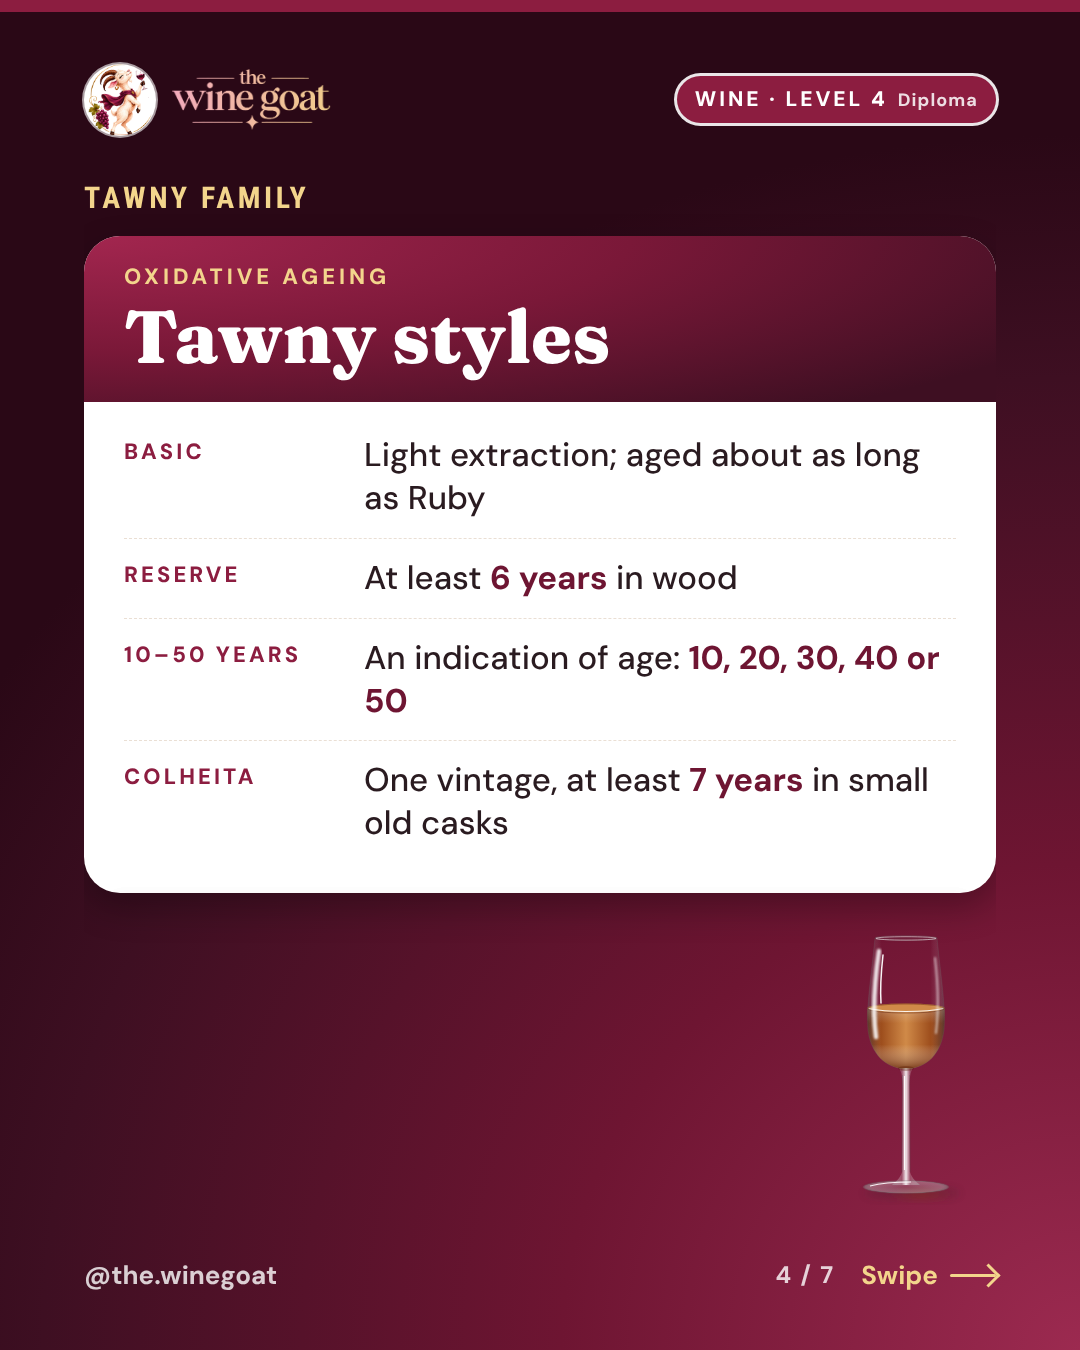 the
wine goat
WINE · LEVEL 4 Diploma
TAWNY FAMILY
OXIDATIVE AGEING
Tawny styles
BASIC
Light extraction; aged about as long
as Ruby
RESERVE
At least 6 years in wood
10–50 YEARS
An indication of age: 10, 20, 30, 40 or
50
COLHEITA
One vintage, at least 7 years in small
old casks
@the.winegoat
4 / 7 Swipe